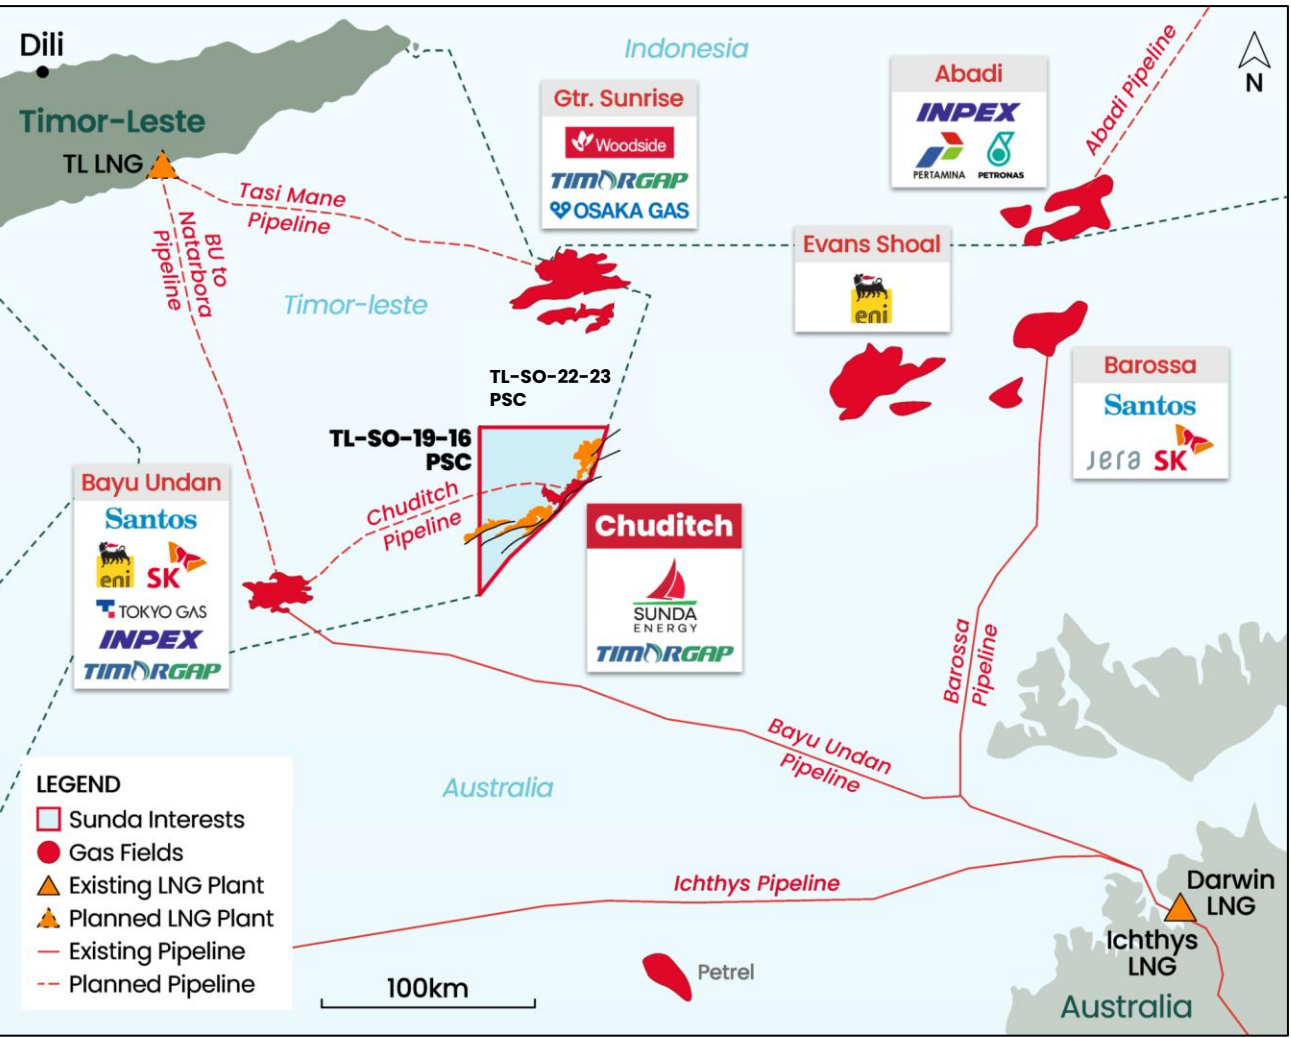 Dili
Indonesia
Timor-Leste
TL LNG
Tasi Mane
Pipeline
BU to
Natarbora
Pipeline
Gtr. Sunrise
Woodside
TIMORGAP
OSAKA GAS
Abadi
INPEX
PERTAMINA
PETRONAS
Abadi Pipeline
N
Evans Shoal
eni
Timor-leste
TL-SO-22-23
PSC
TL-SO-19-16
PSC
Barossa
Santos
Jera SK
Bayu Undan
Santos
eni SK
TOKYO GAS
INPEX
TIMORGAP
Chuditch
Pipeline
Chuditch
SUNDA
ENERGY
TIMORGAP
Barossa
Pipeline
Bayu Undan
Pipeline
Australia
Ichthys Pipeline
LEGEND
Sunda Interests
Gas Fields
Existing LNG Plant
Planned LNG Plant
Existing Pipeline
Planned Pipeline
100km
Petrel
Darwin
LNG
Ichthys
LNG
Australia